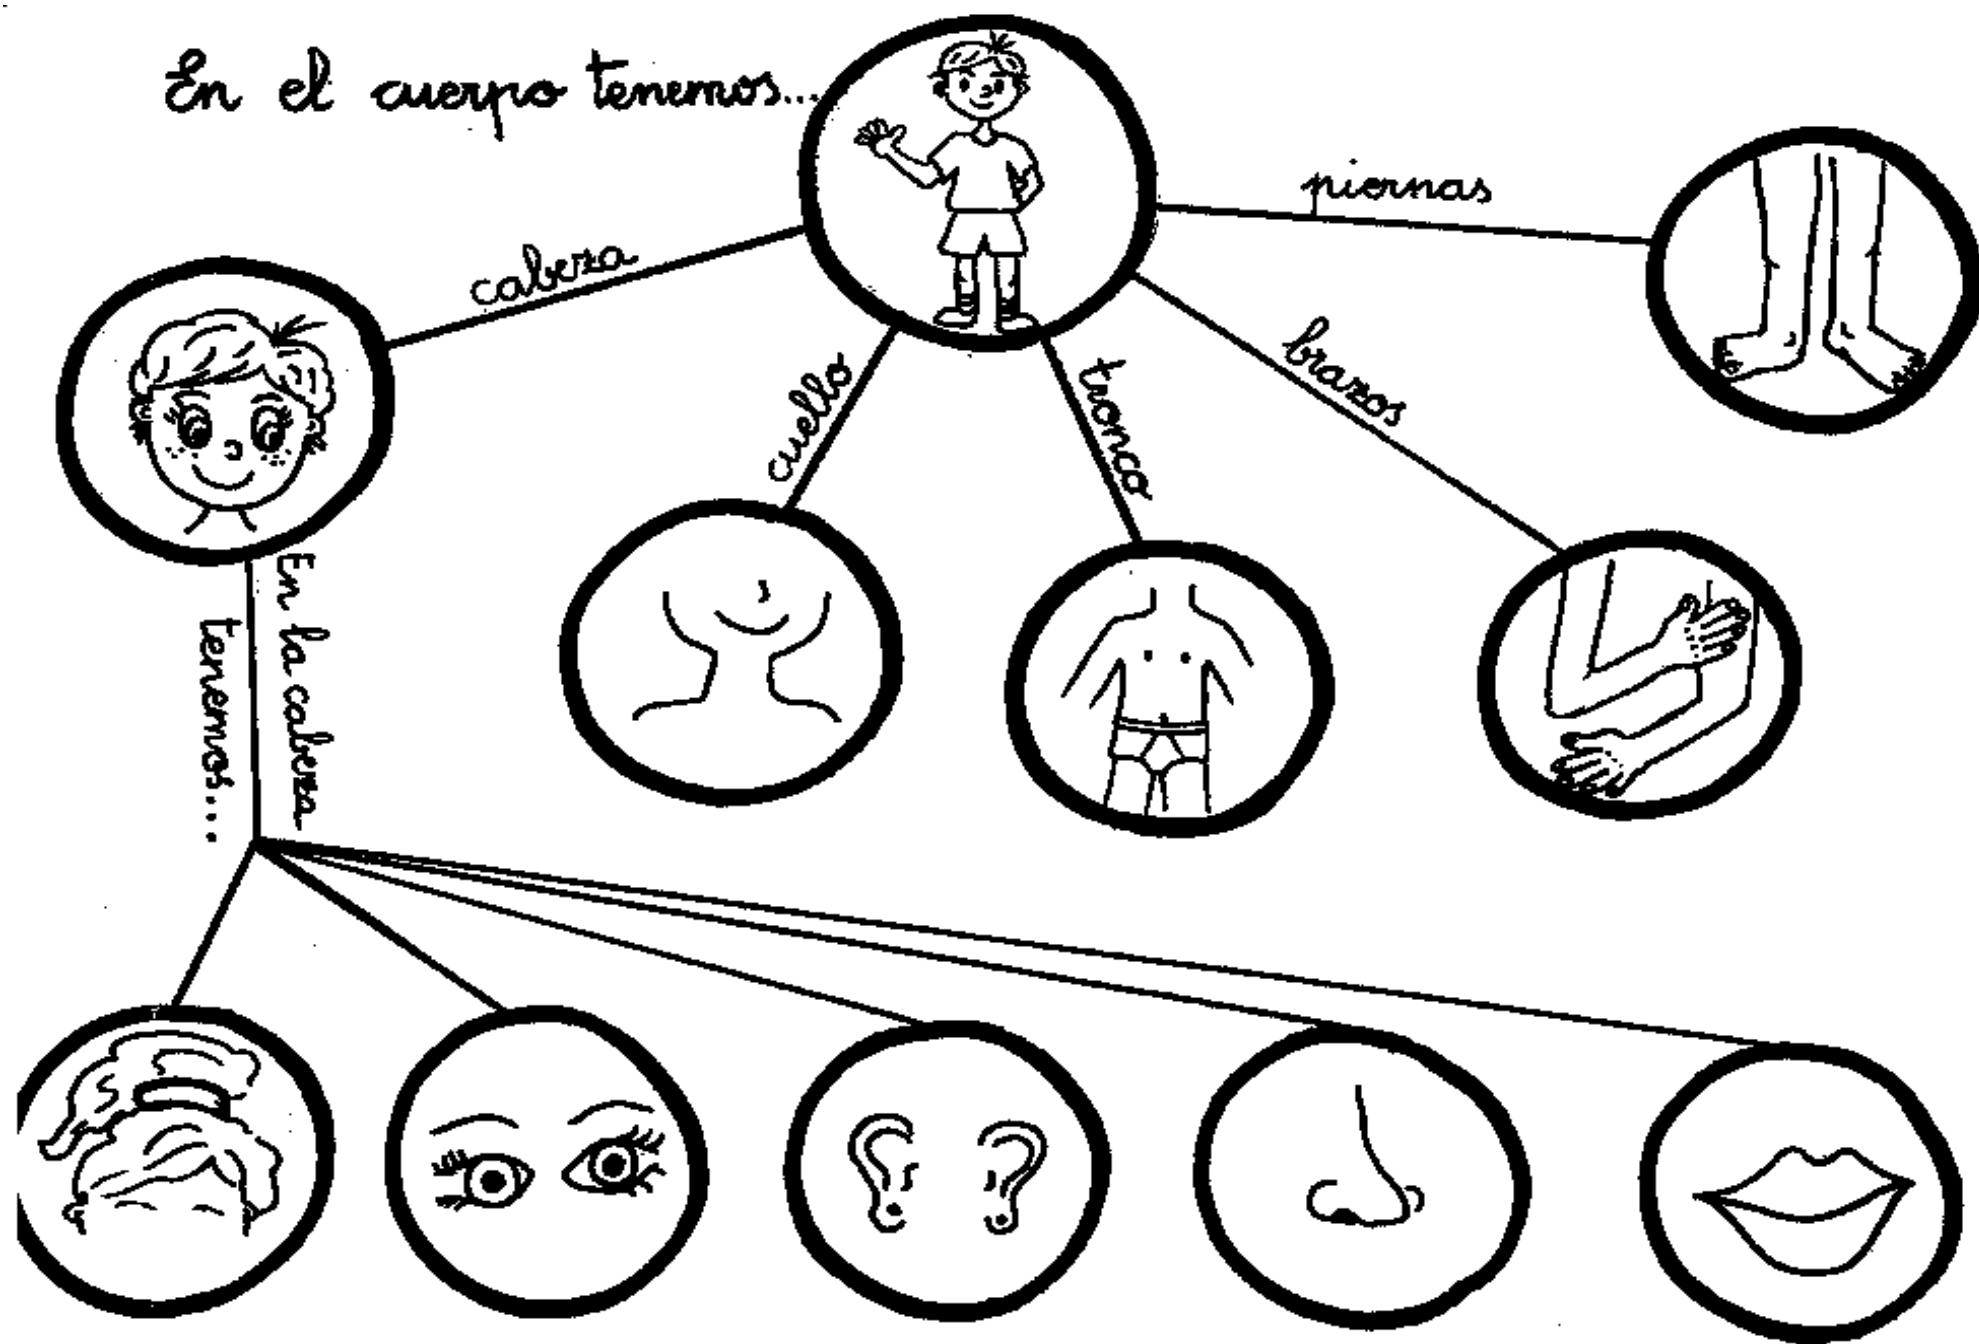 En el cuerpo tenemos...
piernas
cabeza
cuello
tronco
brazos
En la cabeza
tenemos...